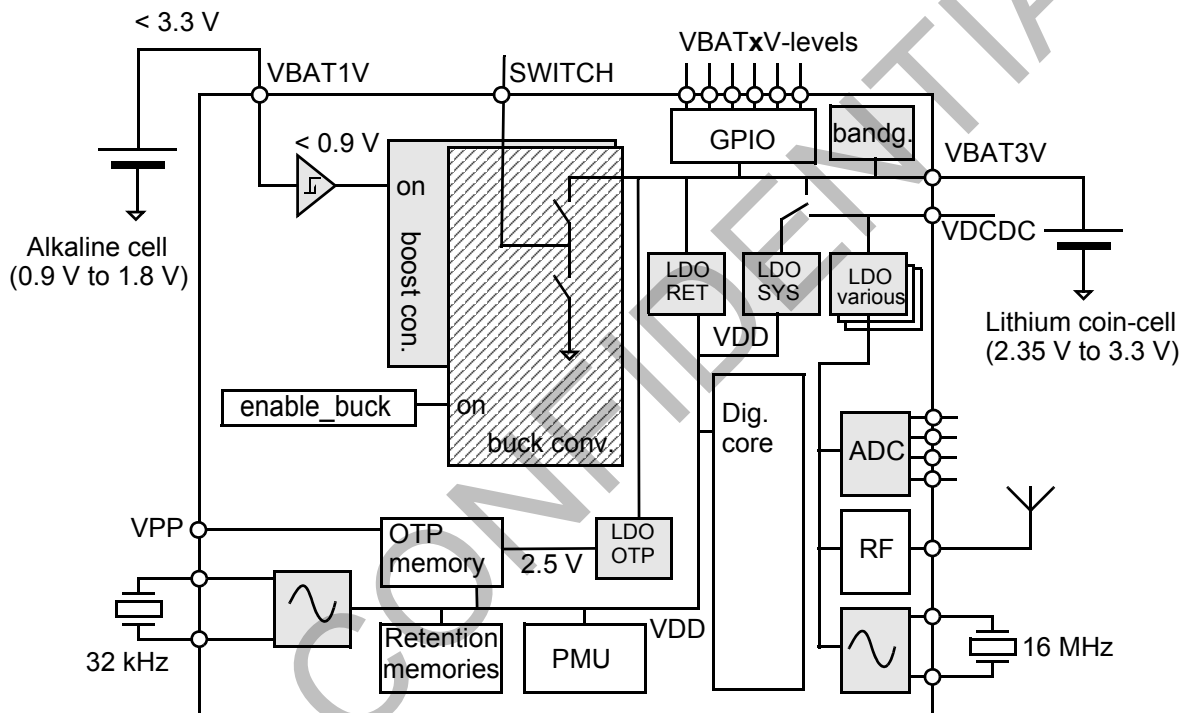 < 3.3 V
VBATxV-levels
VBAT1V
SWITCH
< 0.9 V
GPIO
bandg.
VBAT3V
on
boost con.
VDCDC
Alkaline cell
(0.9 V to 1.8 V)
LDO
RET
LDO
SYS
LDO
various
Lithium coin-cell
(2.35 V to 3.3 V)
VDD
enable_buck
on
buck conv.
Dig.
core
ADC
VPP
OTP
memory
2.5 V
LDO
OTP
RF
32 kHz
Retention
memories
PMU
VDD
16 MHz
CONFIDENTIA